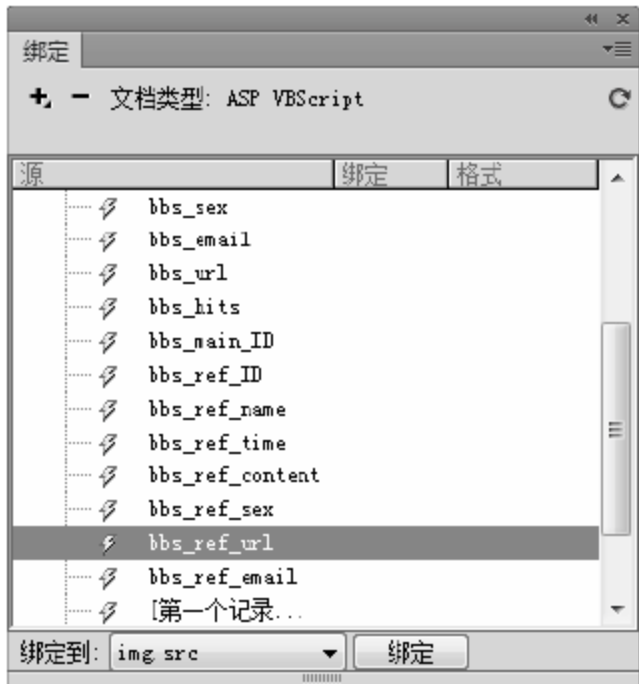 绑定
文档类型: ASP VBScript
源 绑定 格式
bbs_sex
bbs_email
bbs_url
bbs_hits
bbs_main_ID
bbs_ref_ID
bbs_ref_name
bbs_ref_time
bbs_ref_content
bbs_ref_sex
bbs_ref_url
bbs_ref_email
[第一个记录...
绑定到: img.src 绑定